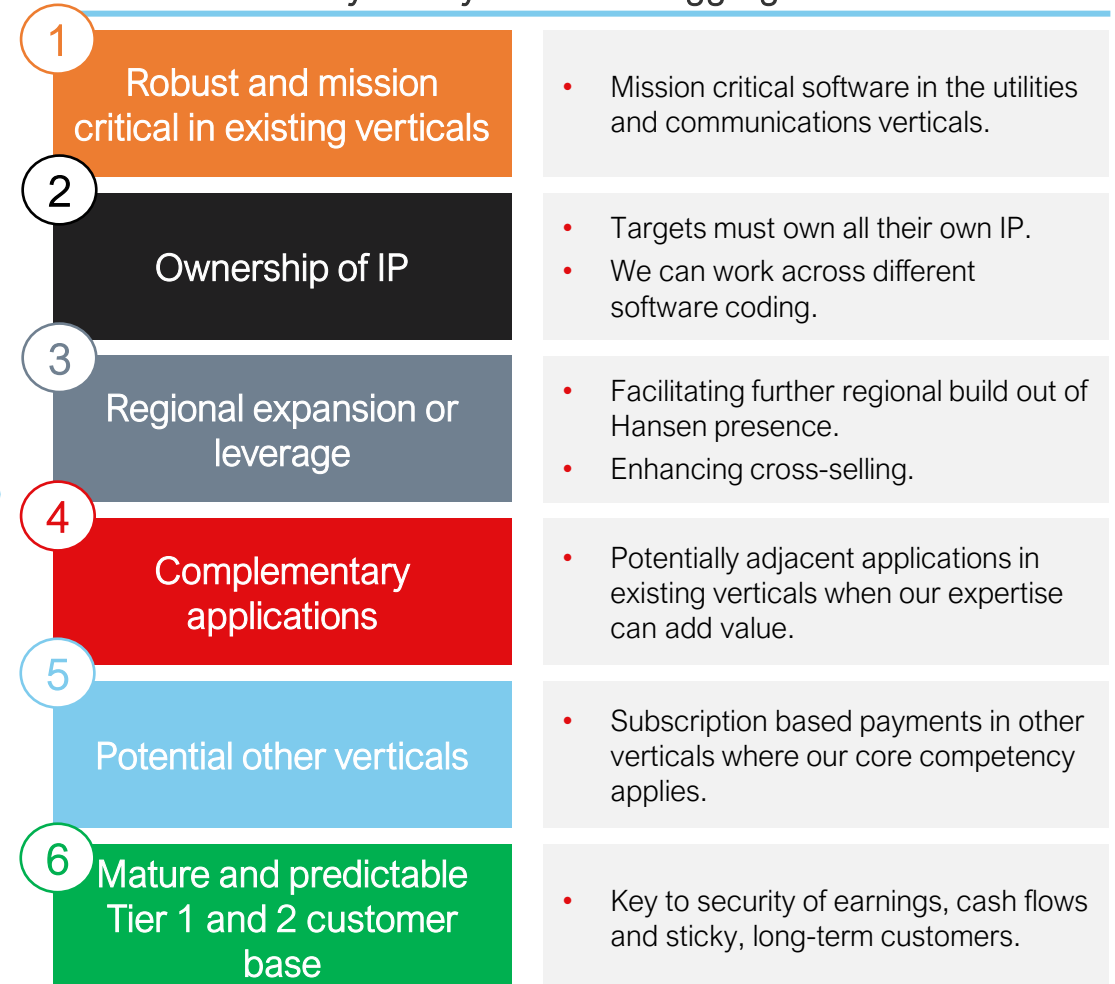 1
Robust and mission
critical in existing verticals
• Mission critical software in the utilities
and communications verticals.
2
Ownership of IP
• Targets must own all their own IP.
• We can work across different
software coding.
3
Regional expansion or
leverage
• Facilitating further regional build out of
Hansen presence.
• Enhancing cross-selling.
4
Complementary
applications
• Potentially adjacent applications in
existing verticals when our expertise
can add value.
5
Potential other verticals
• Subscription based payments in other
verticals where our core competency
applies.
6
Mature and predictable
Tier 1 and 2 customer
base
• Key to security of earnings, cash flows
and sticky, long-term customers.